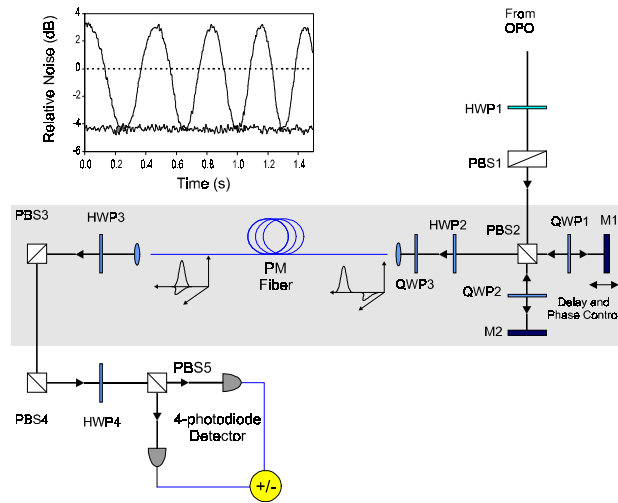 From
OPO
HWP1
PBS1
4
2
0
-2
-4
-6
Relative Noise (dB)
0.0
0.2
0.4
0.6
0.8
1.0
1.2
1.4
Time (s)
PBS3
HWP3
PM
Fiber
HWP2
QWP3
PBS2
QWP1
M1
QWP2
M2
Delay and
Phase Control
PBS4
HWP4
PBS5
4-photodiode
Detector
+/-